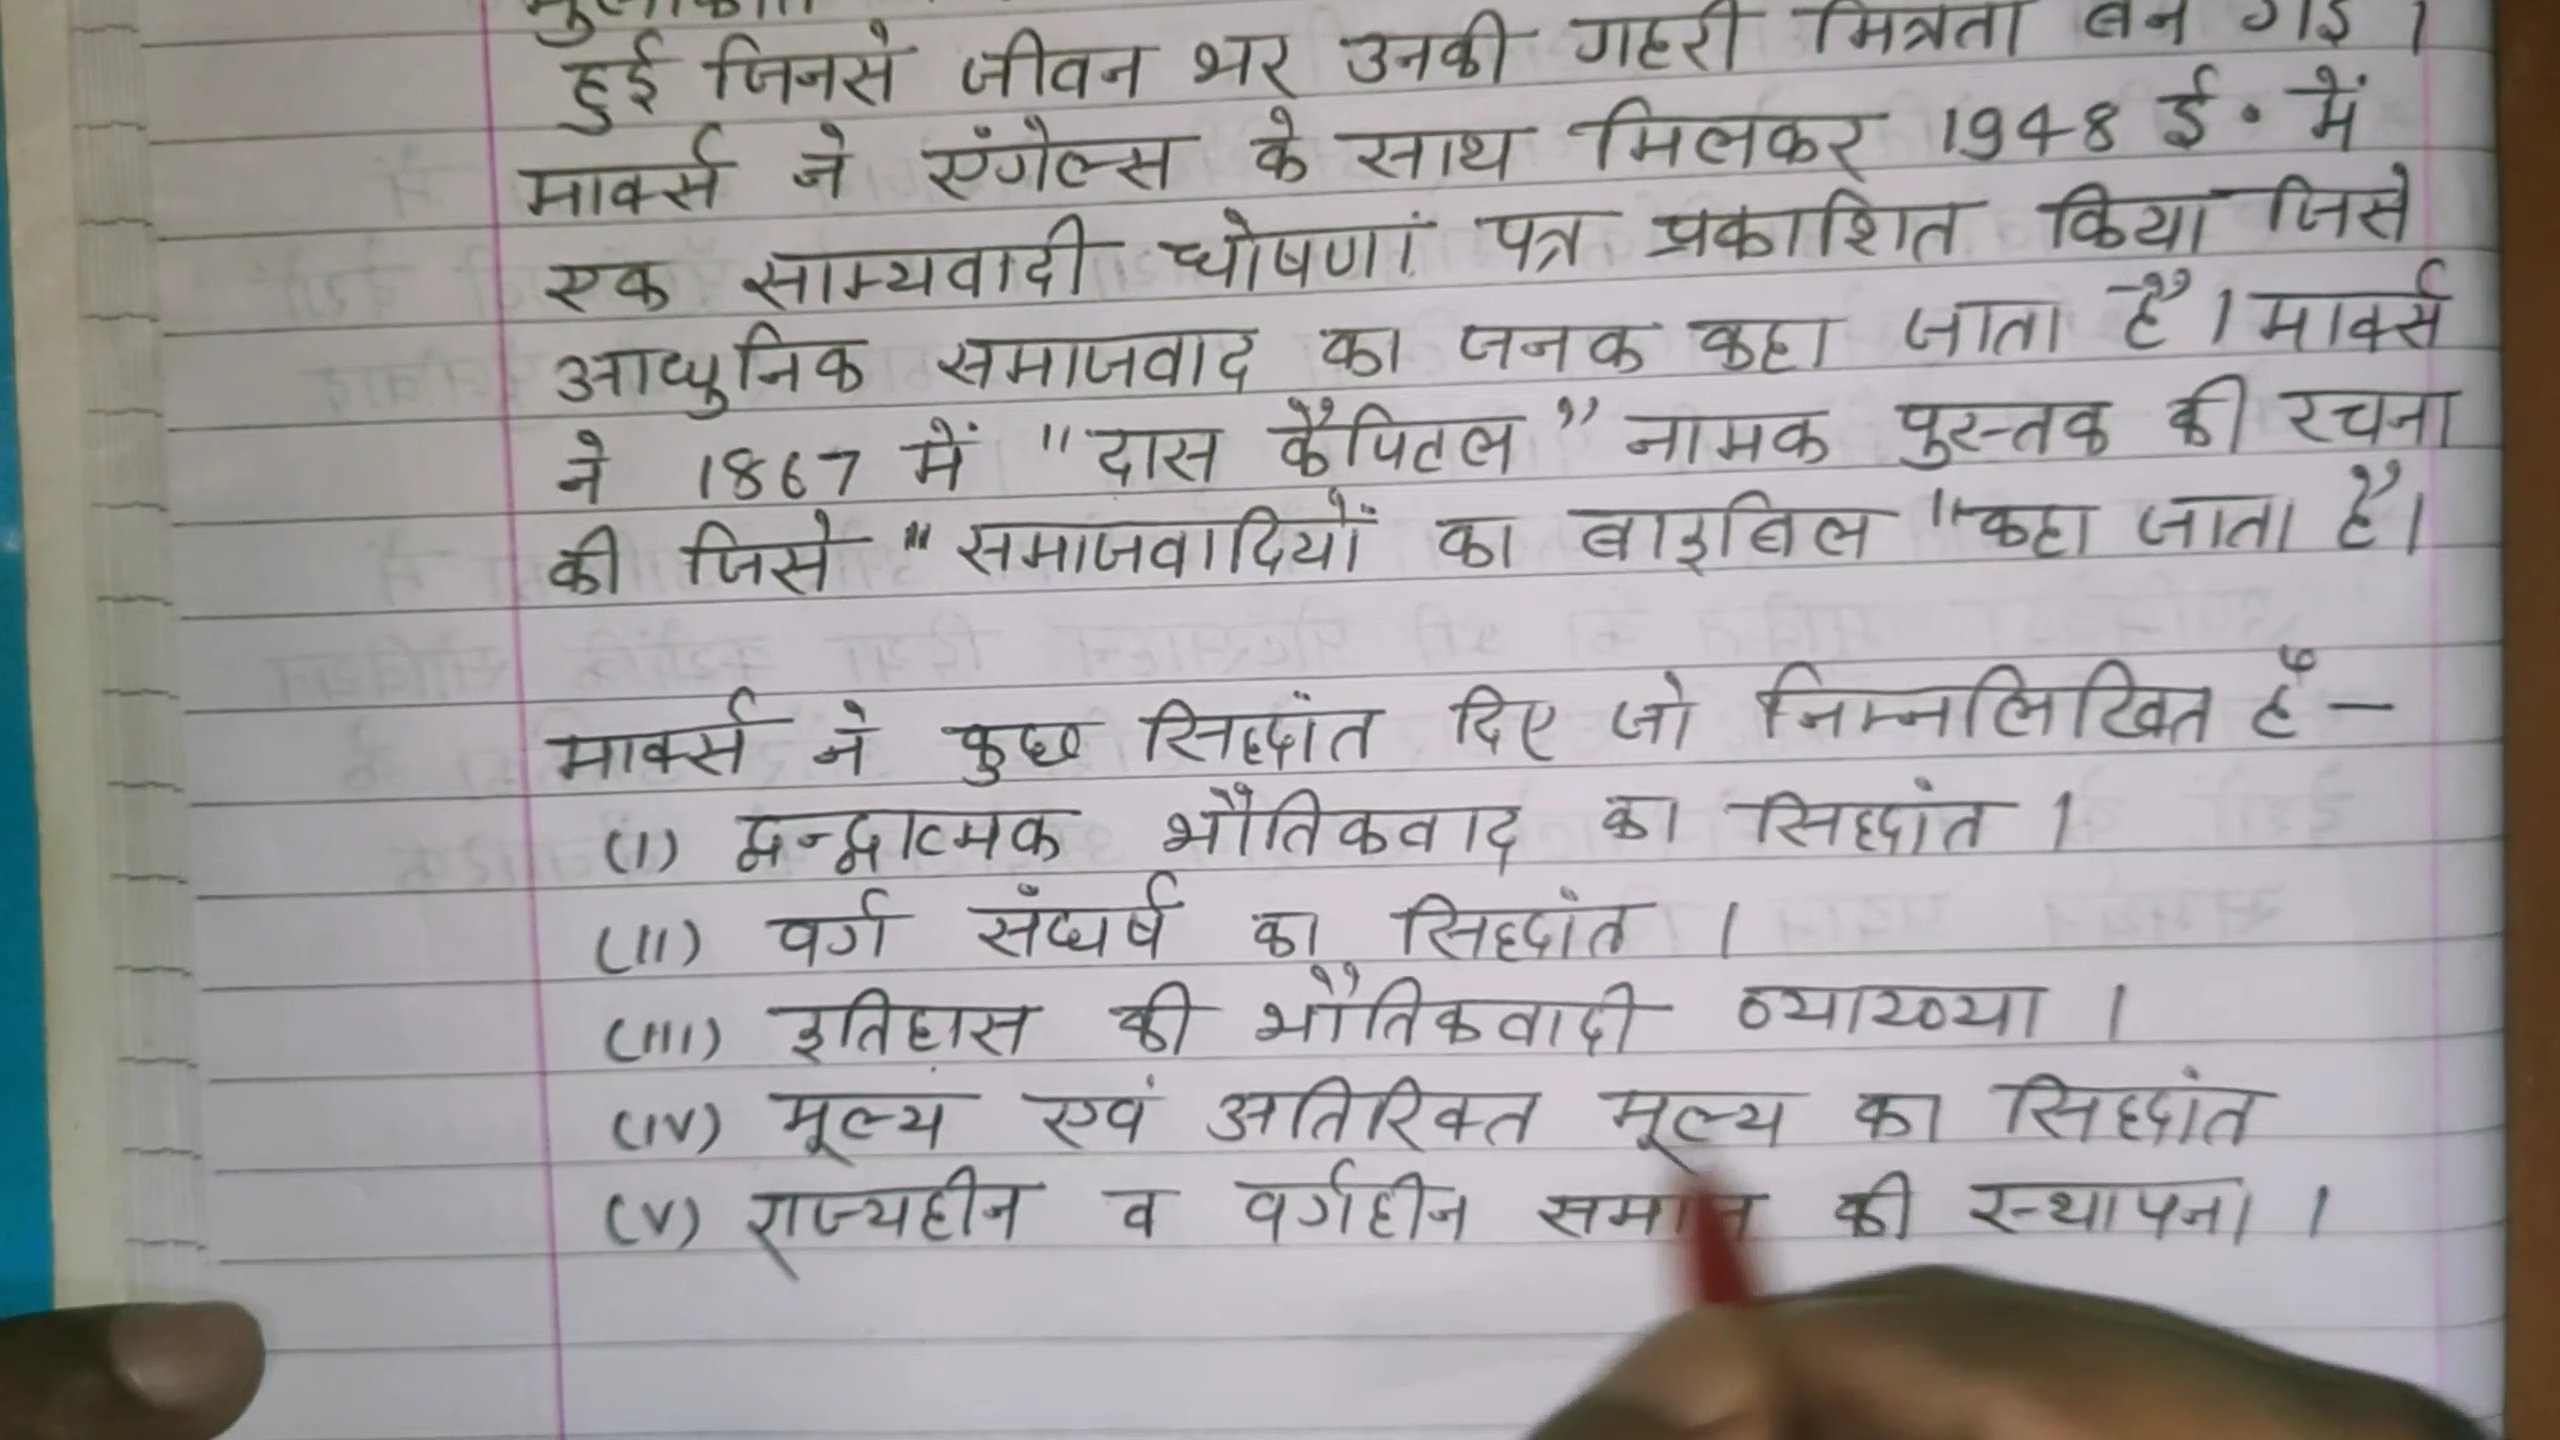 हुई जिनसे जीवन भर उनकी गहरी मित्रता बन गई ।
मार्क्स ने एंगेल्स के साथ मिलकर 1948 ई॰ में
एक साम्यवादी घोषणां पत्र प्रकाशित किया जिसे
आधुनिक समाजवाद का जनक कहा जाता है । मार्क्स
ने 1867 में "दास कैपिटल" नामक पुस्तक की रचना
की जिसे "समाजवादियों का बाइबिल" कहा जाता है।
मार्क्स ने कुछ सिद्धांत दिए जो निम्नलिखित हैं –
(I) द्वन्द्वात्मक भौतिकवाद का सिद्धांत ।
(II) वर्ग संघर्ष का सिद्धांत ।
(III) इतिहास की भौतिकवादी व्याख्या ।
(IV) मूल्य एवं अतिरिक्त मूल्य का सिद्धांत
(V) राज्यहीन व वर्गहीन समाज की स्थापना ।